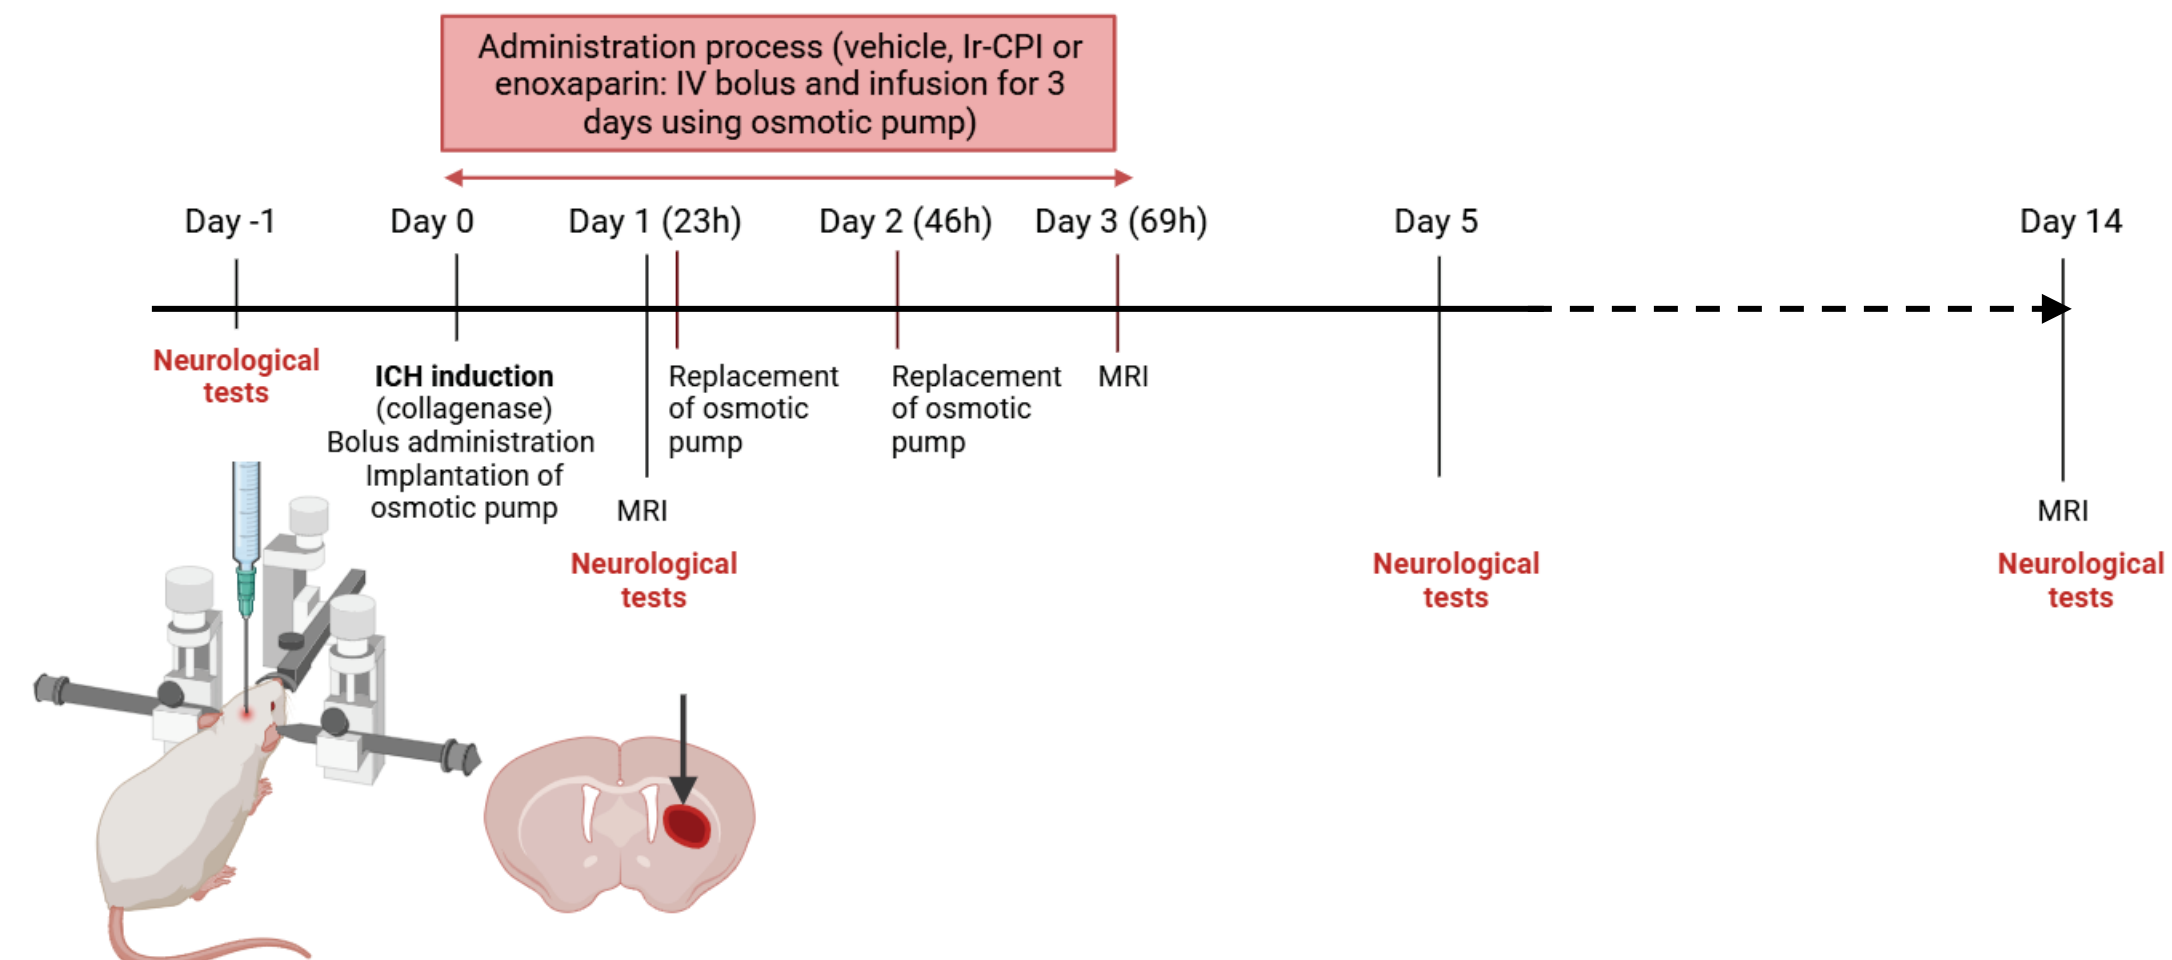 Administration process (vehicle, Ir-CPI or
enoxaparin: IV bolus and infusion for 3
days using osmotic pump)
Day -1
Day 0
Day 1 (23h)
Day 2 (46h)
Day 3 (69h)
Day 5
Day 14
Neurological
tests
ICH induction
(collagenase)
Bolus administration
Implantation of
osmotic pump
MRI
Neurological
tests
Replacement
of osmotic
pump
Replacement
of osmotic
pump
MRI
Neurological
tests
MRI
Neurological
tests